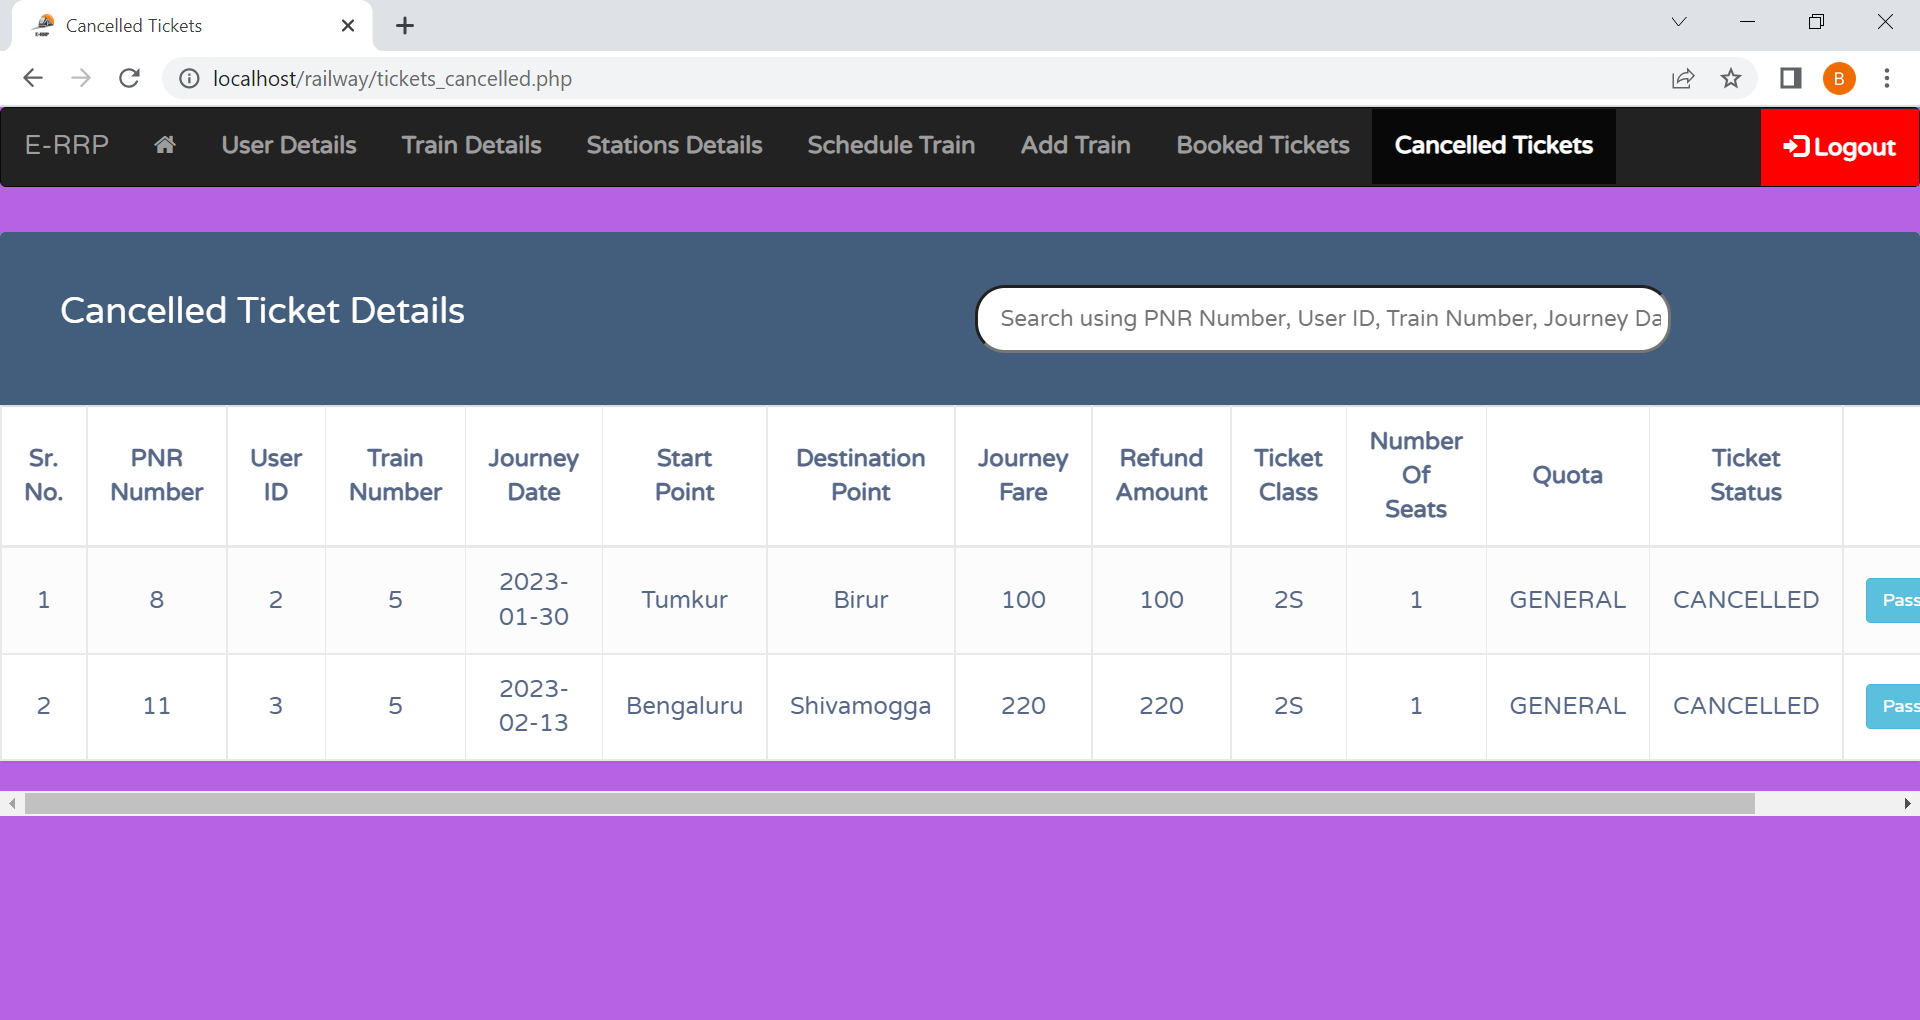 Cancelled Tickets
localhost/railway/tickets_cancelled.php
B
E-RRP User Details Train Details Stations Details Schedule Train Add Train Booked Tickets Cancelled Tickets Logout
Cancelled Ticket Details
Search using PNR Number, User ID, Train Number, Journey Da
Sr. No. PNR Number User ID Train Number Journey Date Start Point Destination Point Journey Fare Refund Amount Ticket Class Number Of Seats Quota Ticket Status
1 8 2 5 2023-01-30 Tumkur Birur 100 100 2S 1 GENERAL CANCELLED Pass
2 11 3 5 2023-02-13 Bengaluru Shivamogga 220 220 2S 1 GENERAL CANCELLED Pass